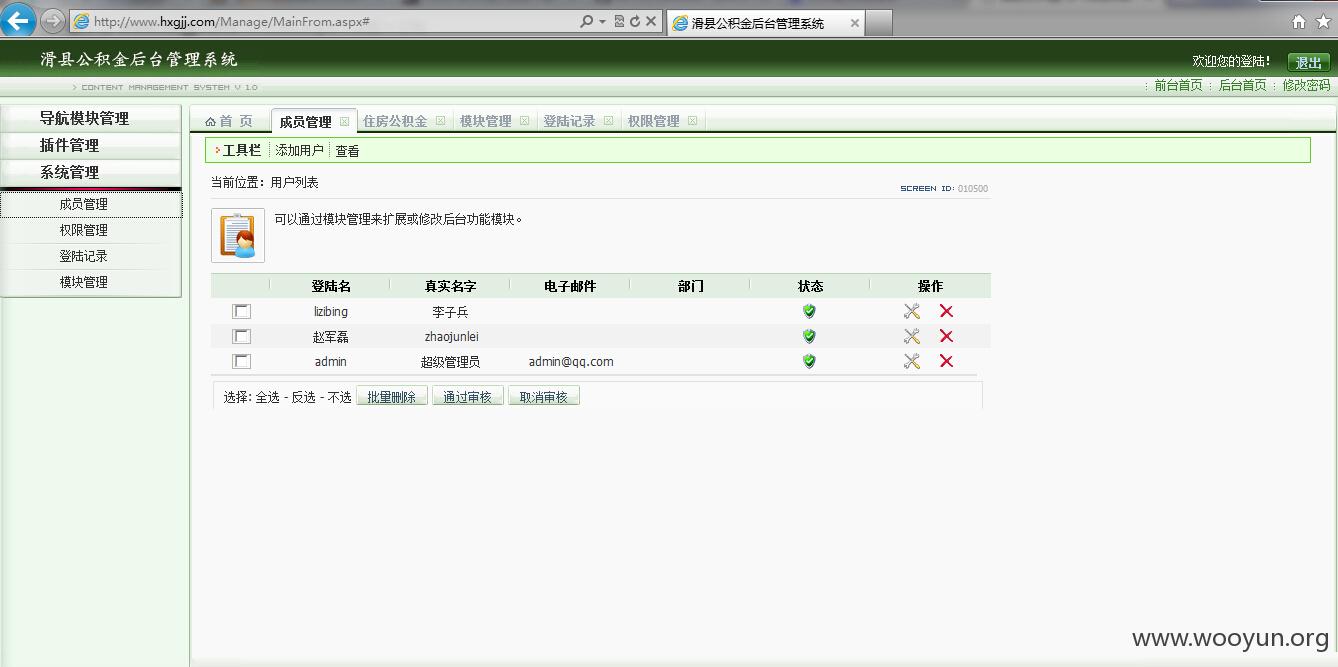 http://www.hxgjj.com/Manage/MainFrom.aspx#
滑县公积金后台管理系统
滑县公积金后台管理系统
欢迎您的登陆! 退出
CONTENT MANAGEMENT SYSTEM V 1.0
前台首页 : 后台首页 : 修改密码
导航模块管理
插件管理
系统管理
成员管理
权限管理
登陆记录
模块管理
首 页 成员管理 住房公积金 模块管理 登陆记录 权限管理
工具栏 添加用户 查看
当前位置：用户列表
SCREEN ID: 010500
可以通过模块管理来扩展或修改后台功能模块。
登陆名 真实名字 电子邮件 部门 状态 操作
lizibing 李子兵
赵军磊 zhaojunlei
admin 超级管理员 admin@qq.com
选择: 全选 - 反选 - 不选 批量删除 通过审核 取消审核
www.wooyun.org